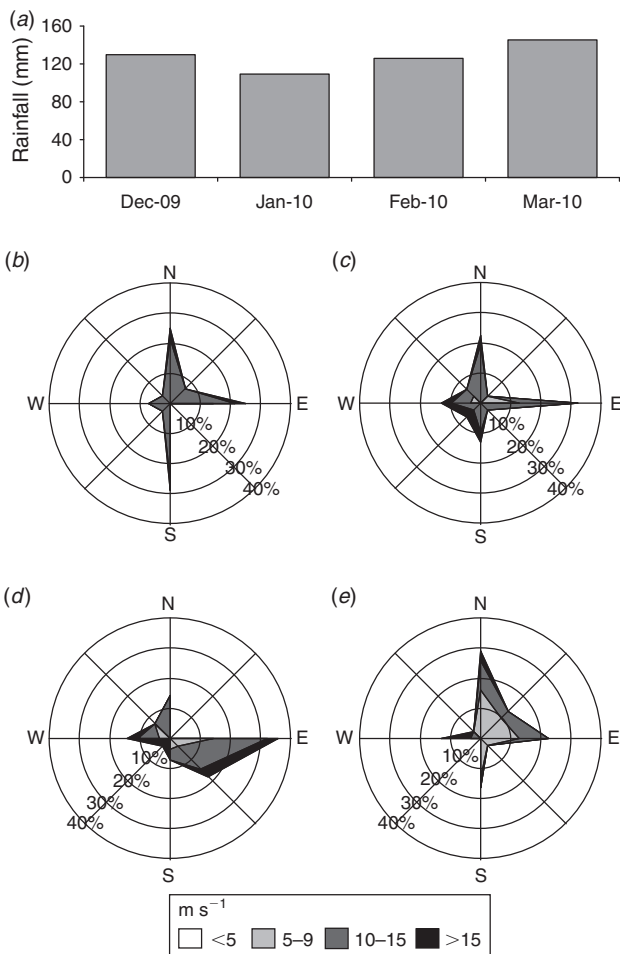 (a)
160
120
80
40
0
Rainfall (mm)
Dec-09 Jan-10 Feb-10 Mar-10
(b)
N
W E
S
10%
20%
30%
40%
(c)
N
W E
S
10%
20%
30%
40%
(d)
N
W E
S
10%
20%
30%
40%
(e)
N
W E
S
10%
20%
30%
40%
m s⁻¹
<5 5–9 10–15 >15